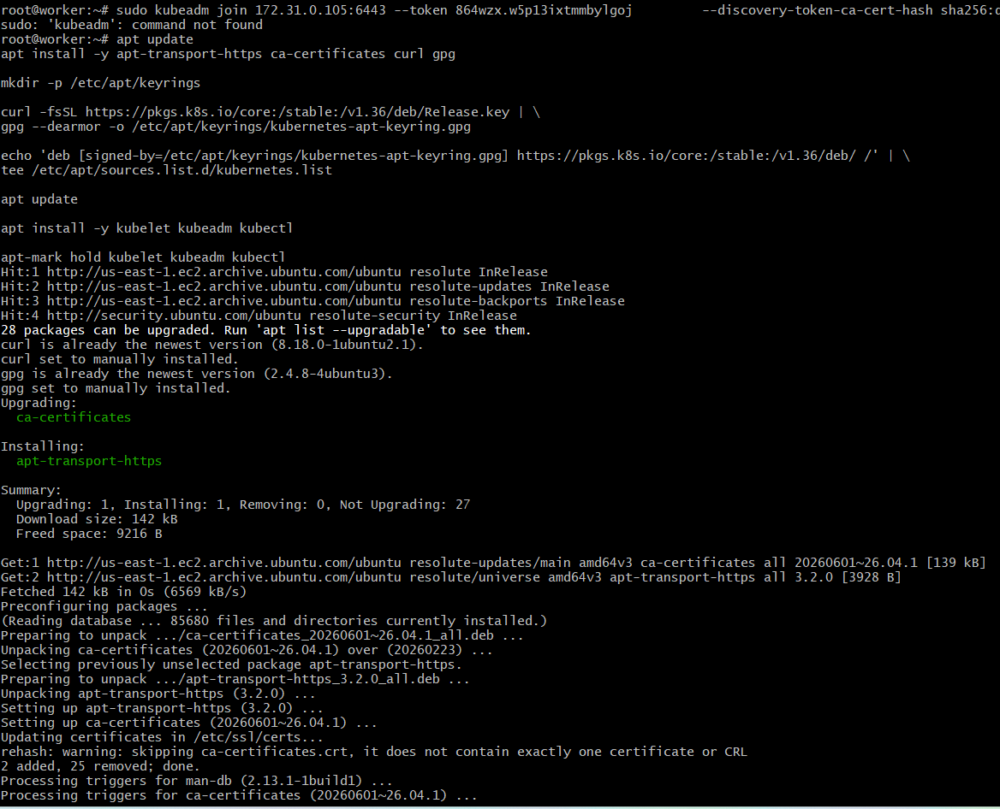 root@worker:~# sudo kubeadm join 172.31.0.105:6443 --token 864wzx.w5p13ixtmmbylgoj         --discovery-token-ca-cert-hash sha256:
sudo: 'kubeadm': command not found
root@worker:~# apt update
apt install -y apt-transport-https ca-certificates curl gpg
mkdir -p /etc/apt/keyrings
curl -fsSL https://pkgs.k8s.io/core:/stable:/v1.36/deb/Release.key | \
gpg --dearmor -o /etc/apt/keyrings/kubernetes-apt-keyring.gpg
echo 'deb [signed-by=/etc/apt/keyrings/kubernetes-apt-keyring.gpg] https://pkgs.k8s.io/core:/stable:/v1.36/deb/ /' | \
tee /etc/apt/sources.list.d/kubernetes.list
apt update
apt install -y kubelet kubeadm kubectl
apt-mark hold kubelet kubeadm kubectl
Hit:1 http://us-east-1.ec2.archive.ubuntu.com/ubuntu resolute InRelease
Hit:2 http://us-east-1.ec2.archive.ubuntu.com/ubuntu resolute-updates InRelease
Hit:3 http://us-east-1.ec2.archive.ubuntu.com/ubuntu resolute-backports InRelease
Hit:4 http://security.ubuntu.com/ubuntu resolute-security InRelease
28 packages can be upgraded. Run 'apt list --upgradable' to see them.
curl is already the newest version (8.18.0-1ubuntu2.1).
curl set to manually installed.
gpg is already the newest version (2.4.8-4ubuntu3).
gpg set to manually installed.
Upgrading:
  ca-certificates
Installing:
  apt-transport-https
Summary:
  Upgrading: 1, Installing: 1, Removing: 0, Not Upgrading: 27
  Download size: 142 kB
  Freed space: 9216 B
Get:1 http://us-east-1.ec2.archive.ubuntu.com/ubuntu resolute-updates/main amd64v3 ca-certificates all 20260601~26.04.1 [139 kB]
Get:2 http://us-east-1.ec2.archive.ubuntu.com/ubuntu resolute/universe amd64v3 apt-transport-https all 3.2.0 [3928 B]
Fetched 142 kB in 0s (6569 kB/s)
Preconfiguring packages ...
(Reading database ... 85680 files and directories currently installed.)
Preparing to unpack .../ca-certificates_20260601~26.04.1_all.deb ...
Unpacking ca-certificates (20260601~26.04.1) over (20260223) ...
Selecting previously unselected package apt-transport-https.
Preparing to unpack .../apt-transport-https_3.2.0_all.deb ...
Unpacking apt-transport-https (3.2.0) ...
Setting up apt-transport-https (3.2.0) ...
Setting up ca-certificates (20260601~26.04.1) ...
Updating certificates in /etc/ssl/certs...
rehash: warning: skipping ca-certificates.crt, it does not contain exactly one certificate or CRL
2 added, 25 removed; done.
Processing triggers for man-db (2.13.1-1build1) ...
Processing triggers for ca-certificates (20260601~26.04.1) ...